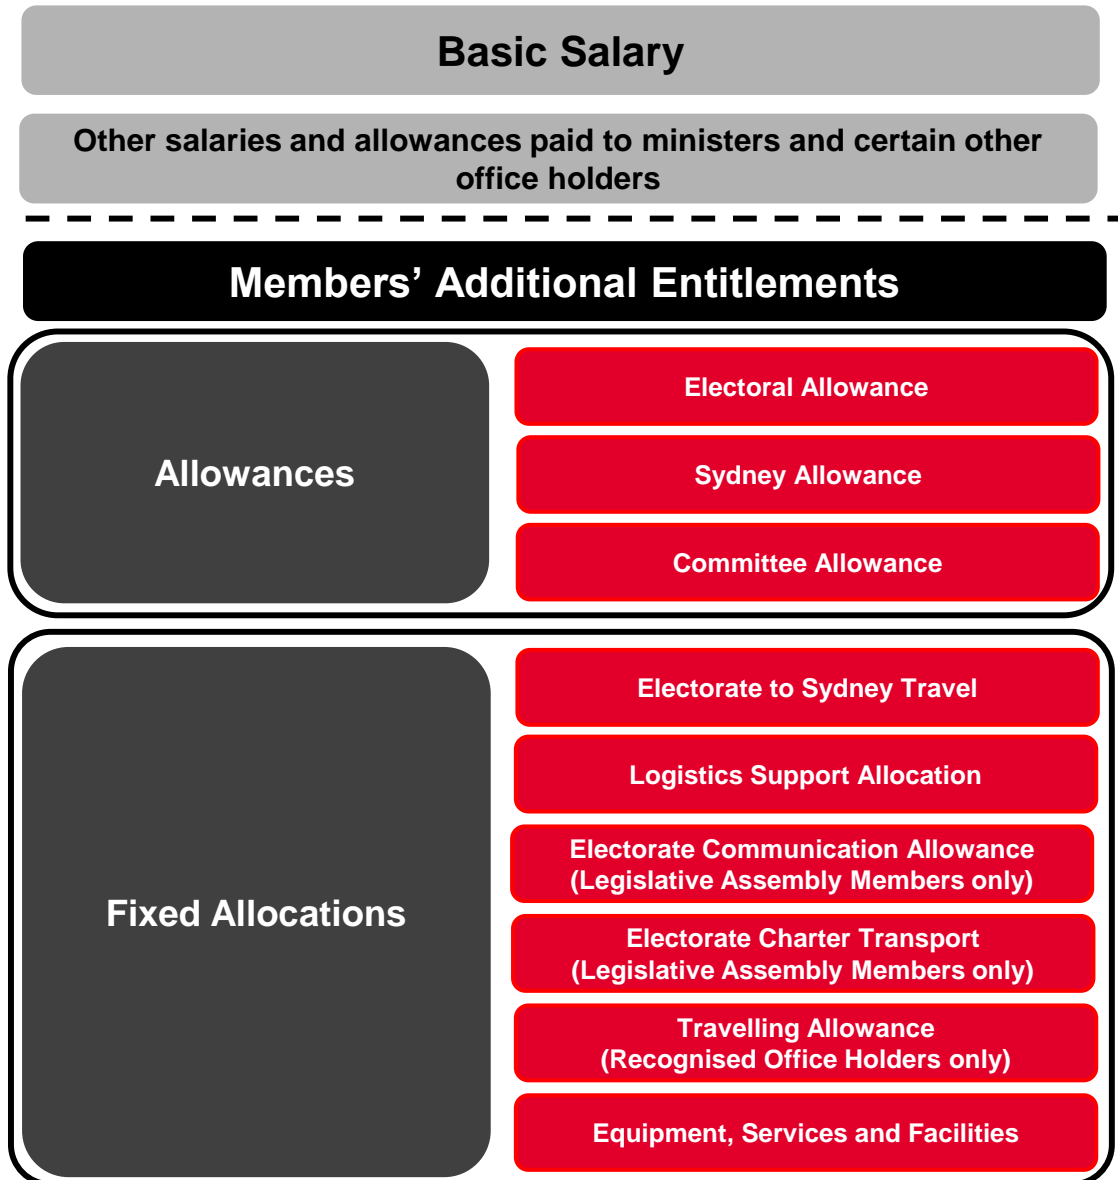 Basic Salary
Other salaries and allowances paid to ministers and certain other
office holders
Members’ Additional Entitlements
Allowances
Electoral Allowance
Sydney Allowance
Committee Allowance
Fixed Allocations
Electorate to Sydney Travel
Logistics Support Allocation
Electorate Communication Allowance
(Legislative Assembly Members only)
Electorate Charter Transport
(Legislative Assembly Members only)
Travelling Allowance
(Recognised Office Holders only)
Equipment, Services and Facilities